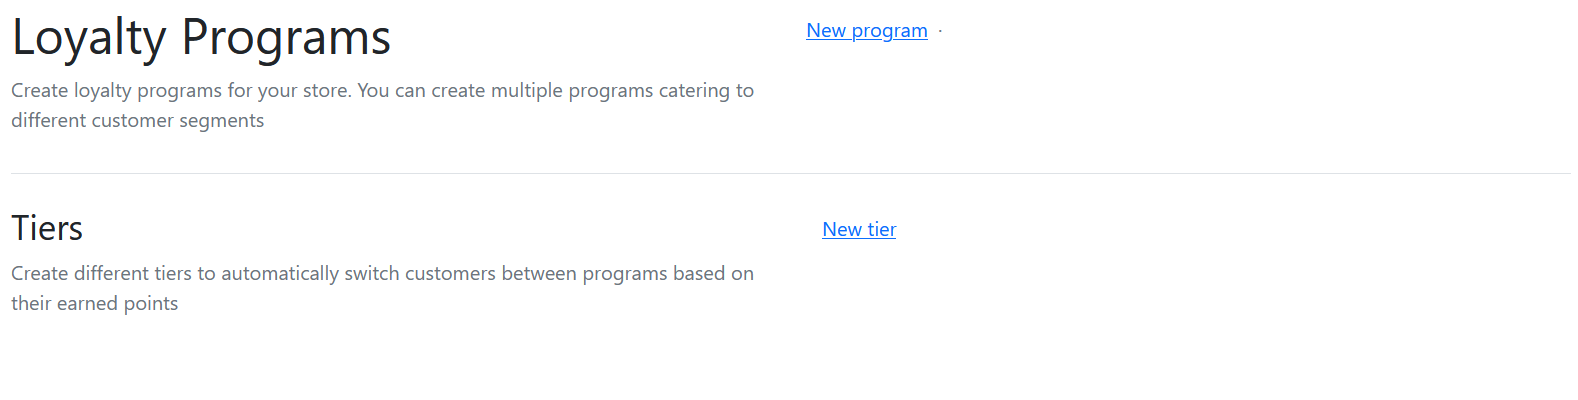 Loyalty Programs
New program ·
Create loyalty programs for your store. You can create multiple programs catering to
different customer segments
Tiers
New tier
Create different tiers to automatically switch customers between programs based on
their earned points